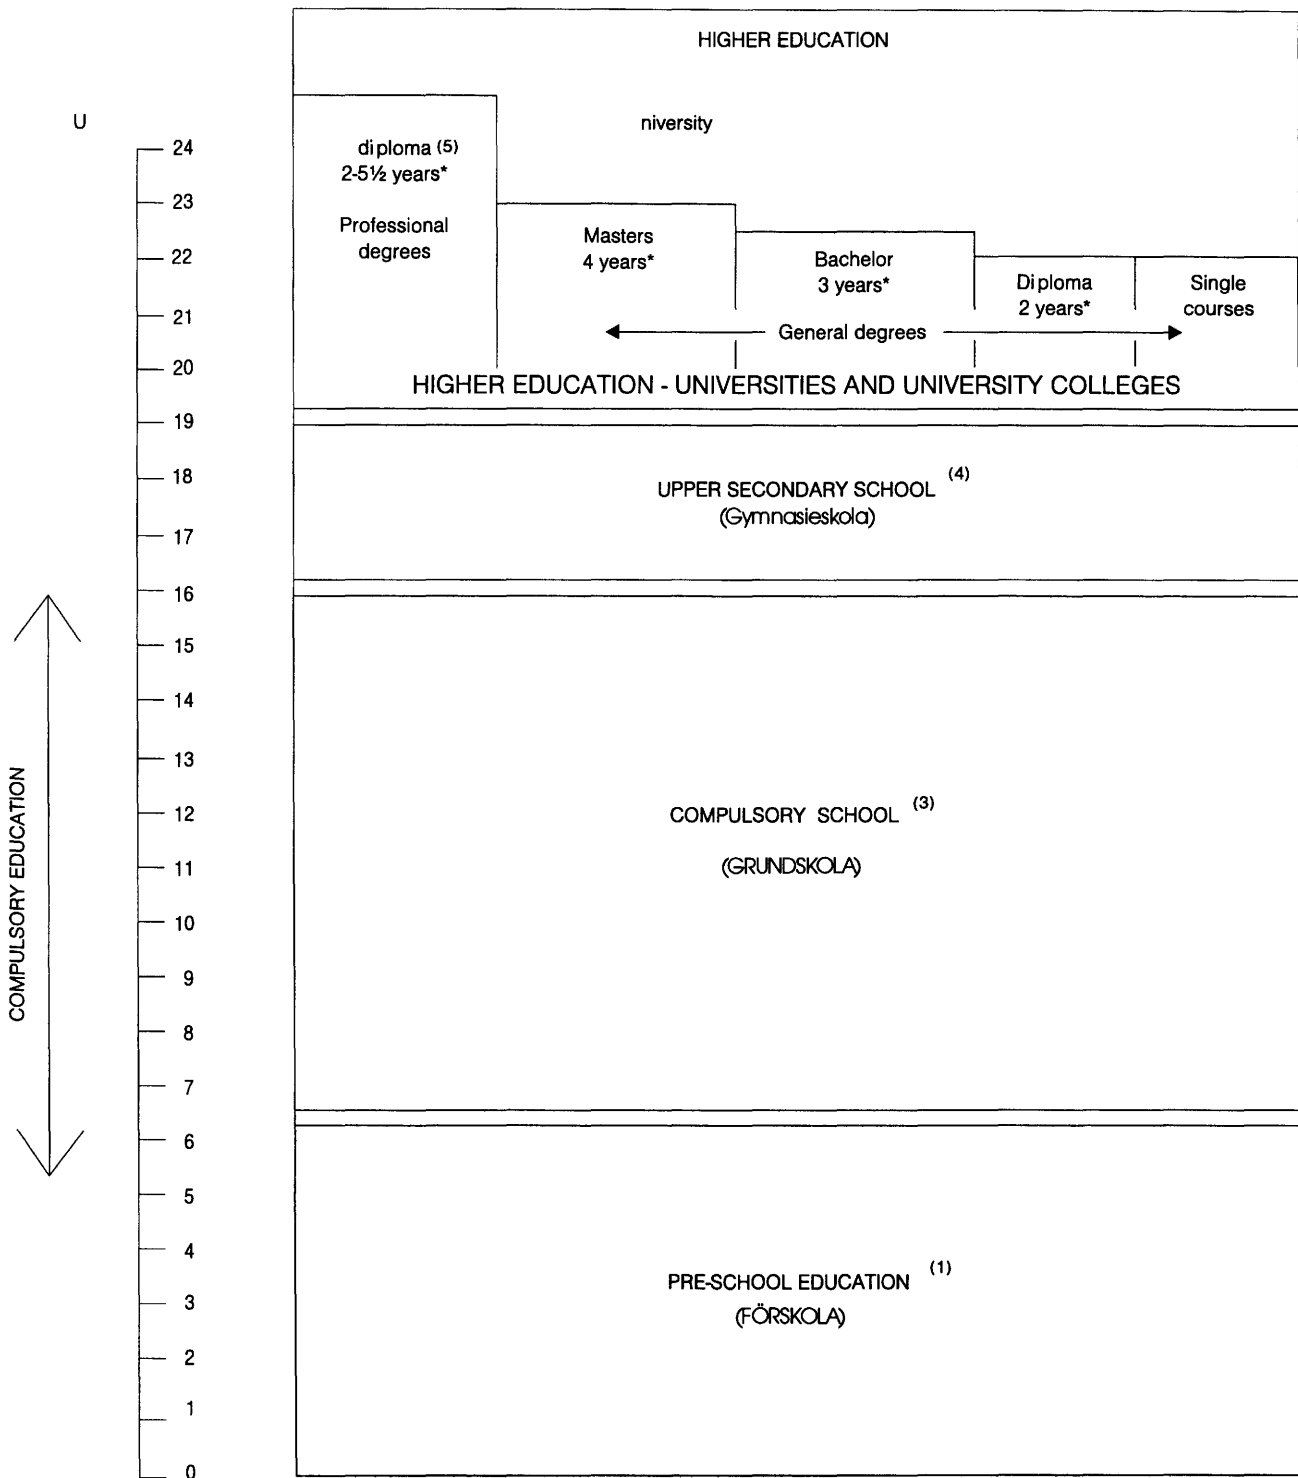 HIGHER EDUCATION
U niversity
diploma (5)
2-5½ years*
Professional
degrees
Masters
4 years*
Bachelor
3 years*
Diploma
2 years*
Single
courses
General degrees
HIGHER EDUCATION - UNIVERSITIES AND UNIVERSITY COLLEGES
UPPER SECONDARY SCHOOL (4)
(Gymnasieskola)
COMPULSORY SCHOOL (3)
(GRUNDSKOLA)
PRE-SCHOOL EDUCATION (1)
(FÖRSKOLA)
24
23
22
21
20
19
18
17
16
15
14
13
12
11
10
9
8
7
6
5
4
3
2
1
0
COMPULSORY EDUCATION